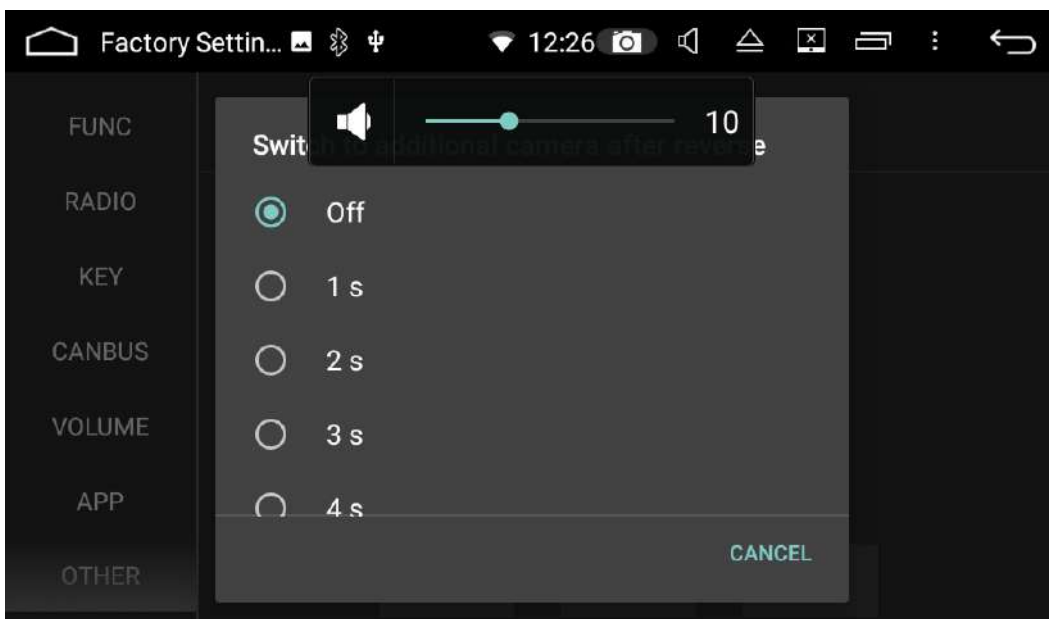 Factory Settin... 12:26
10
Switch to additional camera after reverse
FUNC
RADIO
KEY
CANBUS
VOLUME
APP
OTHER
Off
1 s
2 s
3 s
4 s
CANCEL